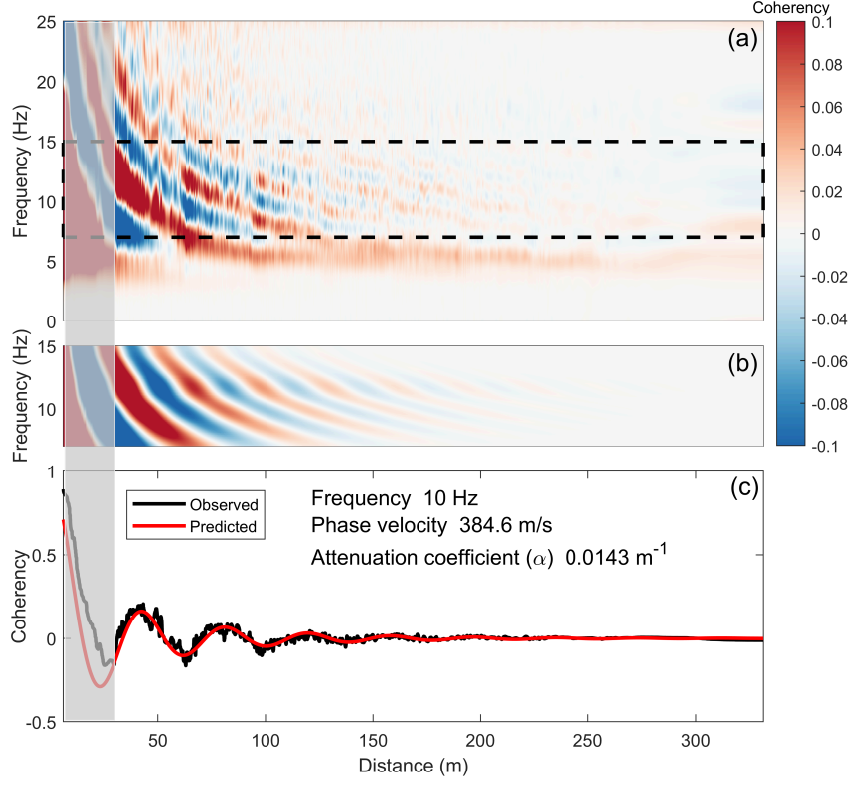 Coherency
(a)
Frequency (Hz)
25
20
15
10
5
0
0.1
0.08
0.06
0.04
0.02
0
-0.02
-0.04
-0.06
-0.08
-0.1
(b)
Frequency (Hz)
15
10
(c)
Coherency
1
0.5
0
-0.5
Observed
Predicted
Frequency 10 Hz
Phase velocity 384.6 m/s
Attenuation coefficient (α) 0.0143 m⁻¹
50 100 150 200 250 300
Distance (m)